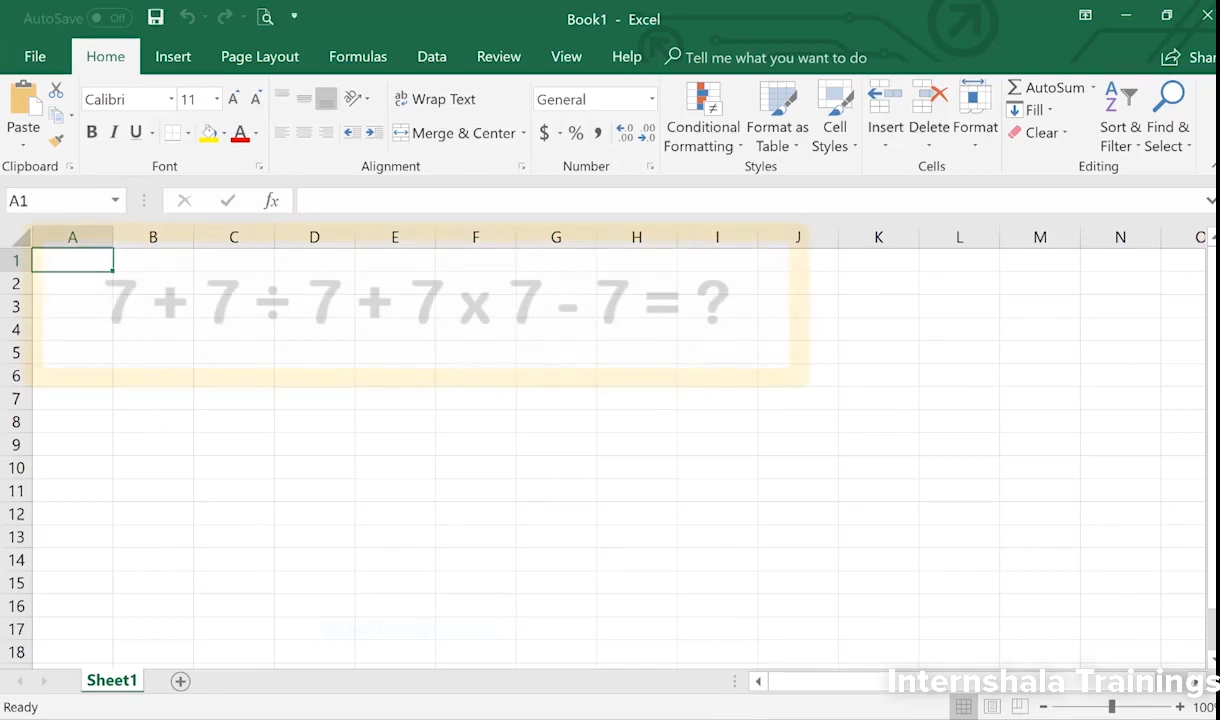 AutoSave Off
Book1 - Excel
File Home Insert Page Layout Formulas Data Review View Help Tell me what you want to do Shar
Paste
Calibri 11 A A
B I U A
Wrap Text
Merge & Center
General
$ % , .00 .00
Conditional Formatting
Format as Table
Cell Styles
Insert Delete Format
AutoSum
Fill
Clear
Sort & Filter
Find & Select
Clipboard Font Alignment Number Styles Cells Editing
A1 fx
A B C D E F G H I J K L M N O
1
2
7 + 7 ÷ 7 + 7 x 7 - 7 = ?
3
4
5
6
7
8
9
10
11
12
13
14
15
16
17
18
Sheet1
Internshala Trainings
Ready 100